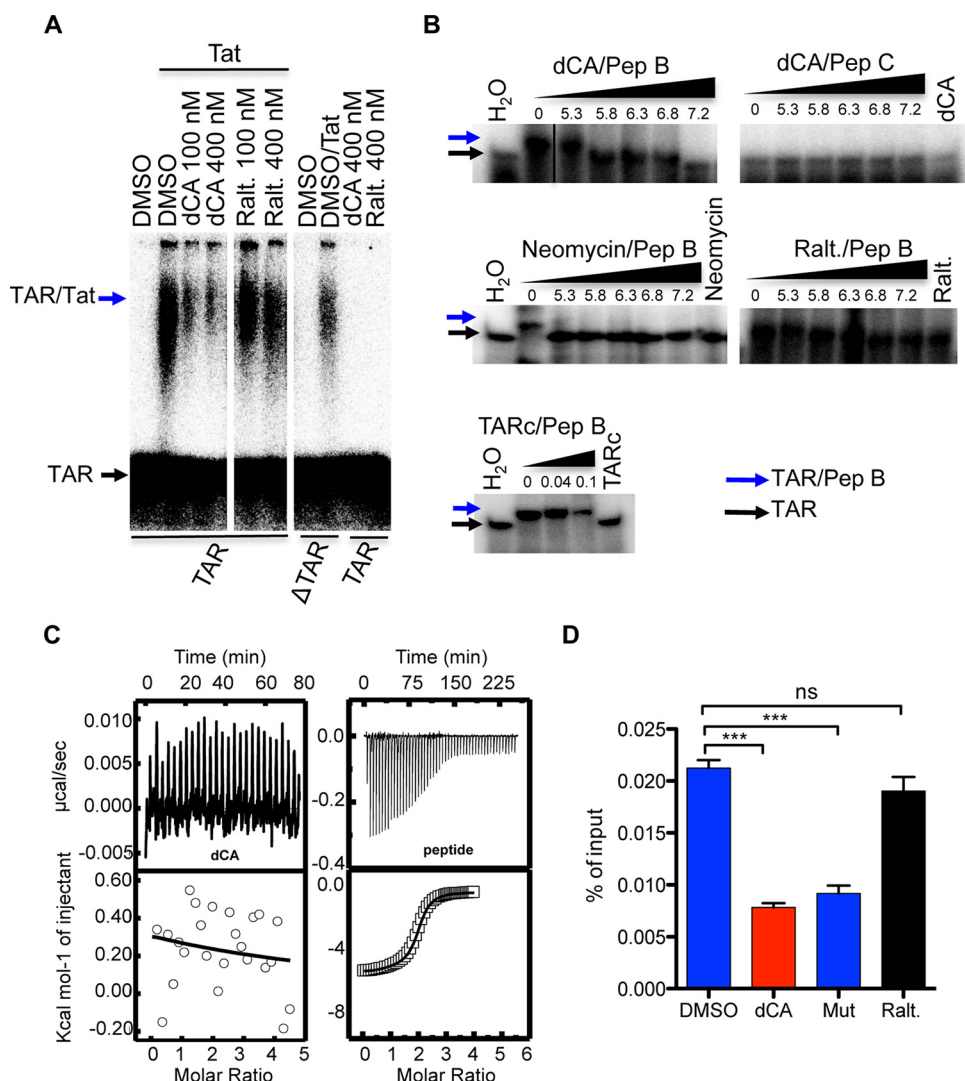 A
Tat
DMSO
DMSO
dCA 100 nM
dCA 400 nM
Ralt. 100 nM
Ralt. 400 nM
DMSO
DMSO/Tat
dCA 400 nM
Ralt. 400 nM
TAR/Tat
TAR
TAR
ΔTAR
TAR
B
dCA/Pep B
H2O
0 5.3 5.8 6.3 6.8 7.2
dCA/Pep C
0 5.3 5.8 6.3 6.8 7.2
dCA
Neomycin/Pep B
H2O
0 5.3 5.8 6.3 6.8 7.2
Neomycin
Ralt./Pep B
0 5.3 5.8 6.3 6.8 7.2
Ralt.
TARc/Pep B
H2O
0 0.04 0.1
TARc
TAR/Pep B
TAR
C
Time (min)
0 20 40 60 80
µcal/sec
0.010
0.005
0.000
-0.005
dCA
Kcal mol-1 of injectant
0.60
0.40
0.20
0.00
-0.20
0 1 2 3 4 5
Molar Ratio
Time (min)
0 75 150 225
0.0
-0.2
-0.4
peptide
0.0
-4
-8
0 1 2 3 4 5 6
Molar Ratio
D
ns
***
***
% of input
0.025
0.020
0.015
0.010
0.005
0.000
DMSO dCA Mut Ralt.